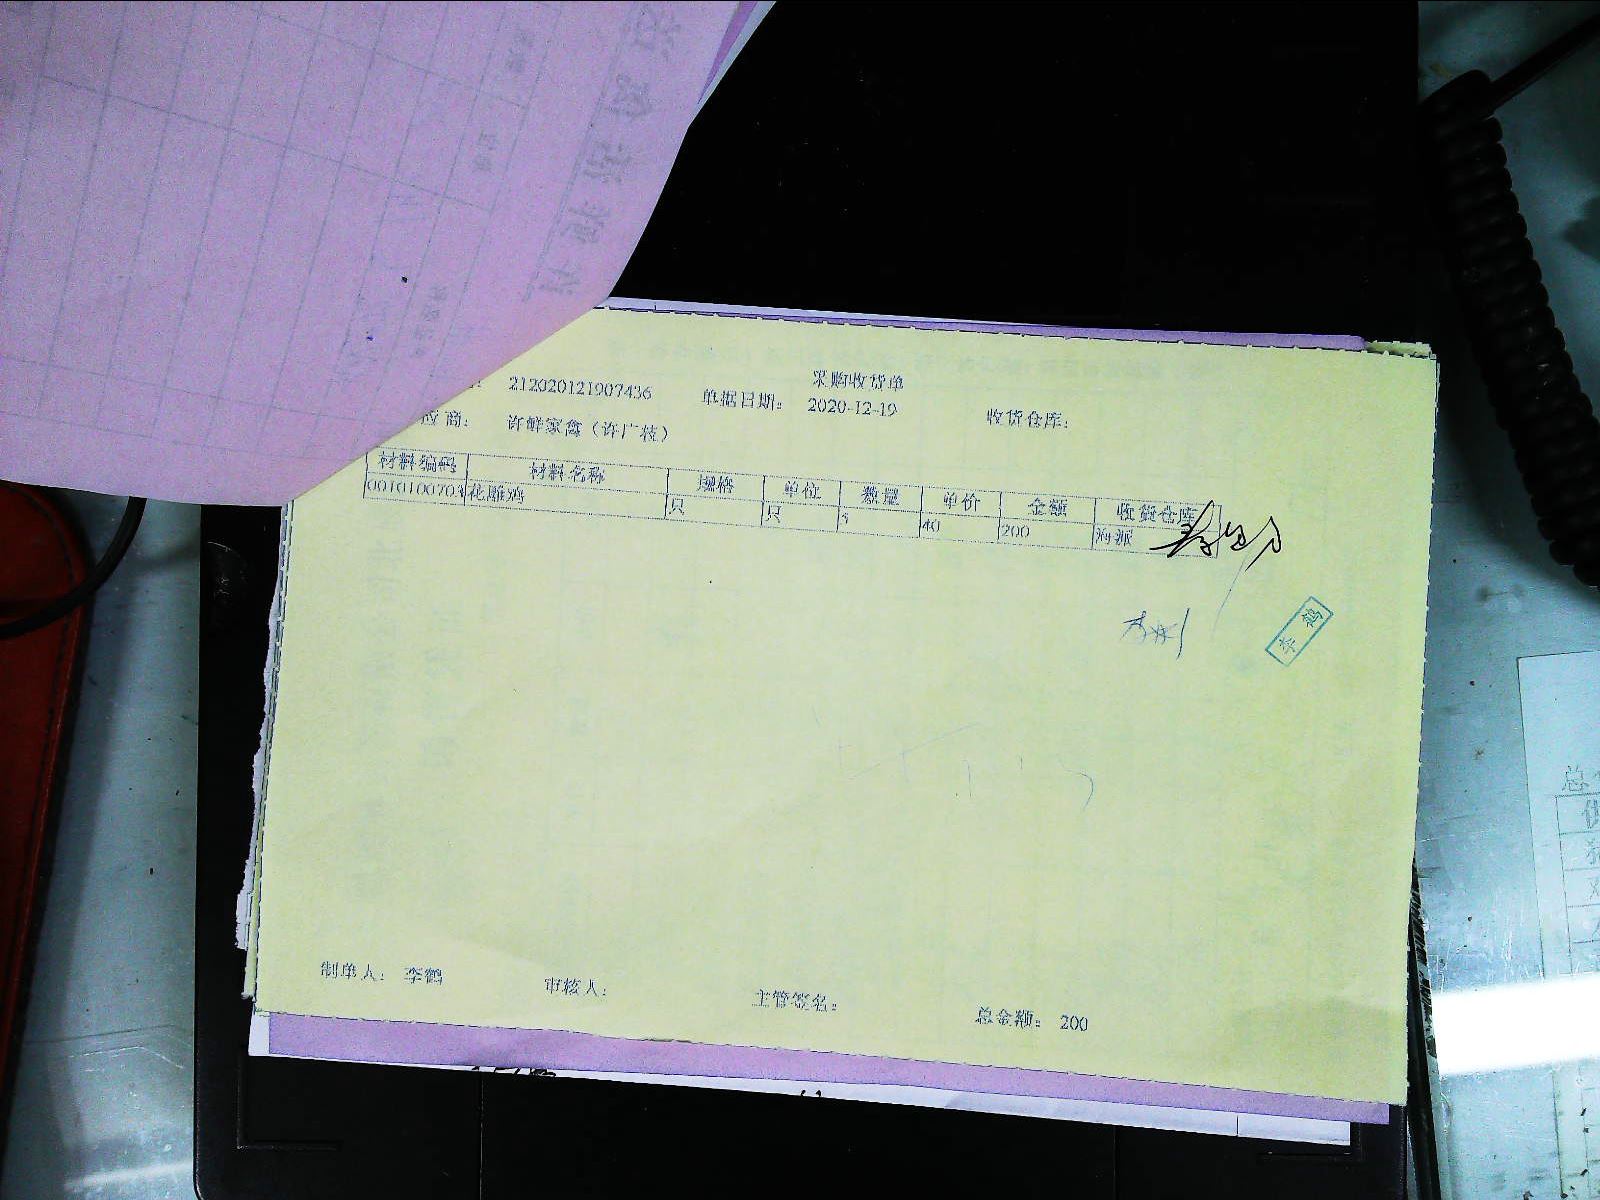 采购收货单
212020121907436 单据日期: 2020-12-19 收货仓库:
应商: 许鲜家禽(许广枝)
材料编码 材料名称 规格 单位 数量 单价 金额 收货仓库
0010100703 花雕鸡 只 只 5 40 200 海派
李鹤
制单人: 李鹤 审核人: 主管签名: 总金额: 200
总